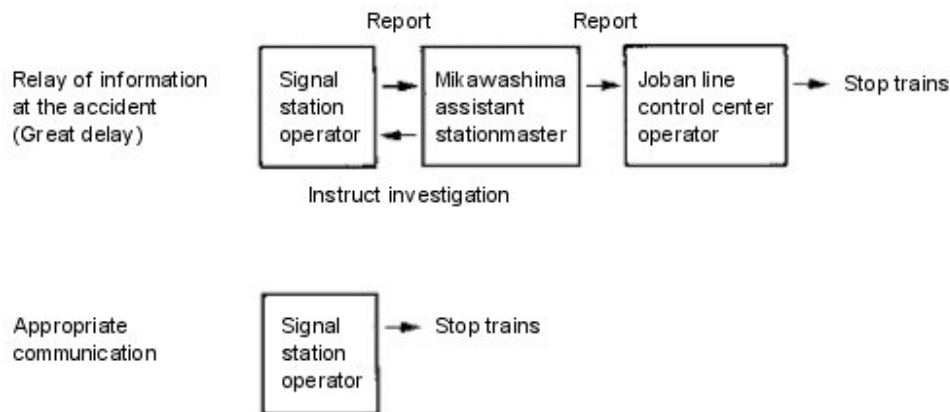 Report
Report
Relay of information
at the accident
(Great delay)
Signal
station
operator
Mikawashima
assistant
stationmaster
Joban line
control center
operator
Stop trains
Instruct investigation
Appropriate
communication
Signal
station
operator
Stop trains